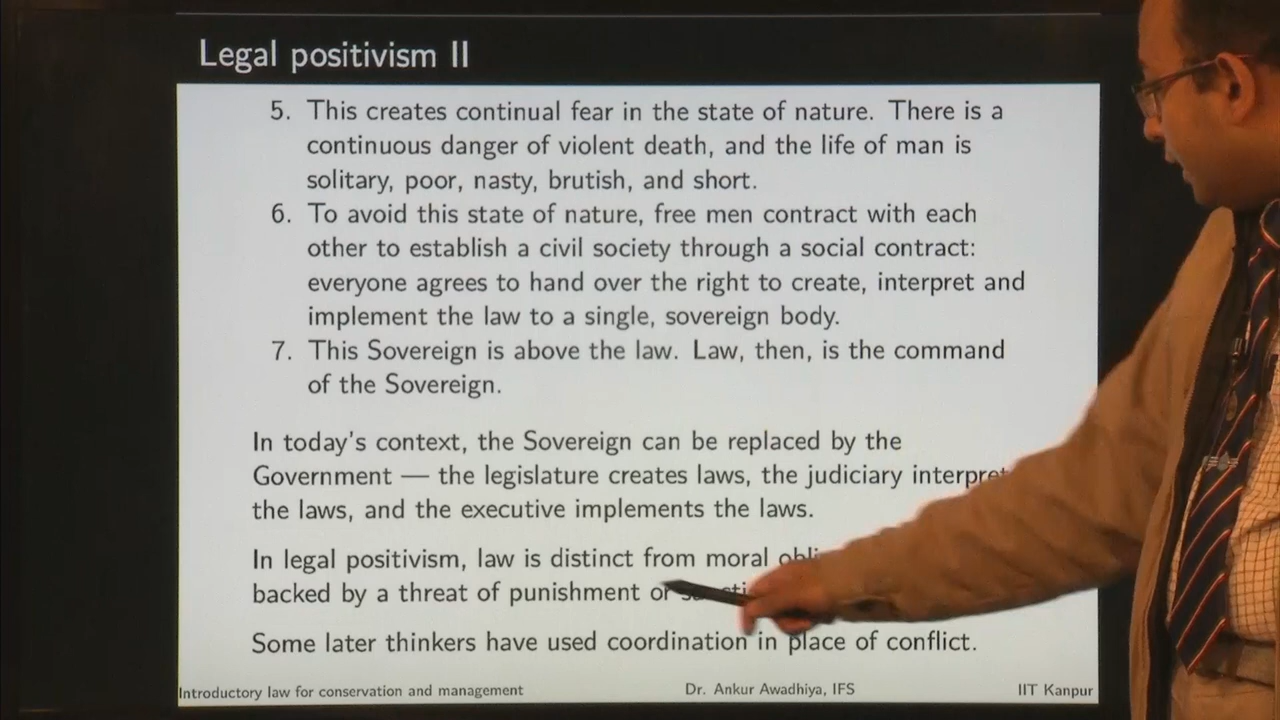 Legal positivism II
5. This creates continual fear in the state of nature. There is a
continuous danger of violent death, and the life of man is
solitary, poor, nasty, brutish, and short.
6. To avoid this state of nature, free men contract with each
other to establish a civil society through a social contract:
everyone agrees to hand over the right to create, interpret and
implement the law to a single, sovereign body.
7. This Sovereign is above the law. Law, then, is the command
of the Sovereign.
In today's context, the Sovereign can be replaced by the
Government — the legislature creates laws, the judiciary interpret
the laws, and the executive implements the laws.
In legal positivism, law is distinct from moral
backed by a threat of punishment or
Some later thinkers have used coordination in place of conflict.
Introductory law for conservation and management Dr. Ankur Awadhiya, IFS IIT Kanpur